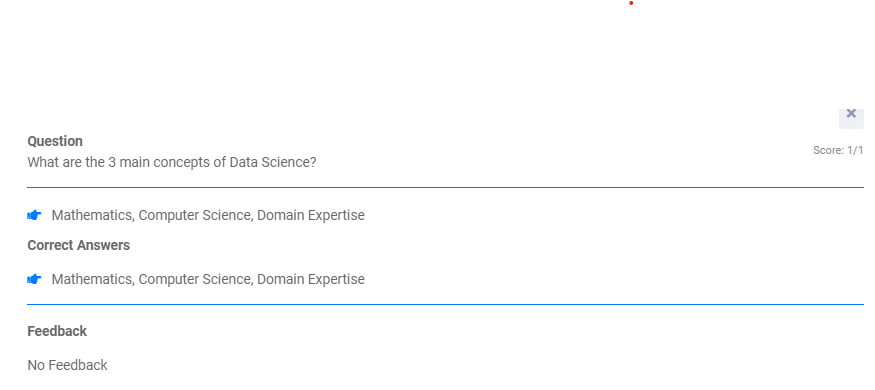 Question
What are the 3 main concepts of Data Science?
Score: 1/1
Mathematics, Computer Science, Domain Expertise
Correct Answers
Mathematics, Computer Science, Domain Expertise
Feedback
No Feedback